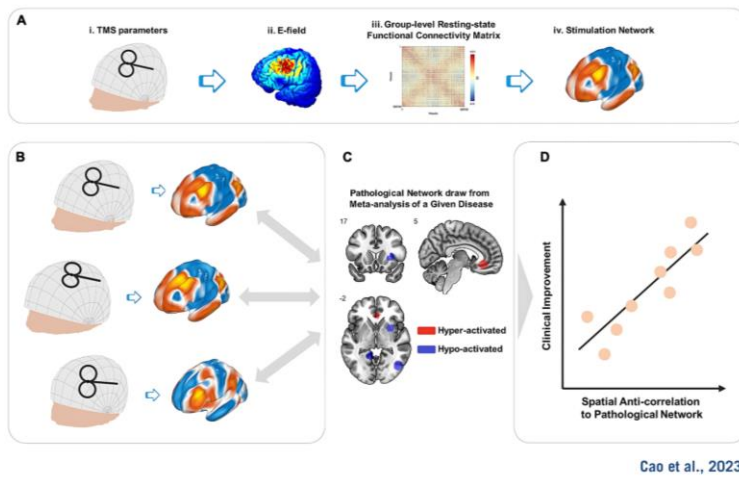 A
i. TMS parameters
ii. E-field
iii. Group-level Resting-state
Functional Connectivity Matrix
iv. Stimulation Network
B
C
Pathological Network draw from
Meta-analysis of a Given Disease
17
5
-2
Hyper-activated
Hypo-activated
D
Clinical Improvement
Spatial Anti-correlation
to Pathological Network
Cao et al., 2023